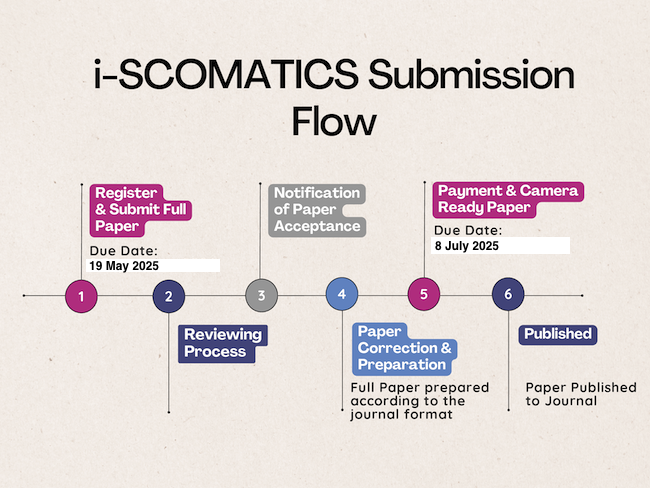 i-SCOMATICS Submission
Flow
Register
& Submit Full
Paper
Due Date:
19 May 2025
1
2
Reviewing
Process
Notification
of Paper
Acceptance
3
4
Paper
Correction &
Preparation
Full Paper prepared
according to the
journal format
Payment & Camera
Ready Paper
Due Date:
8 July 2025
5
6
Published
Paper Published
to Journal